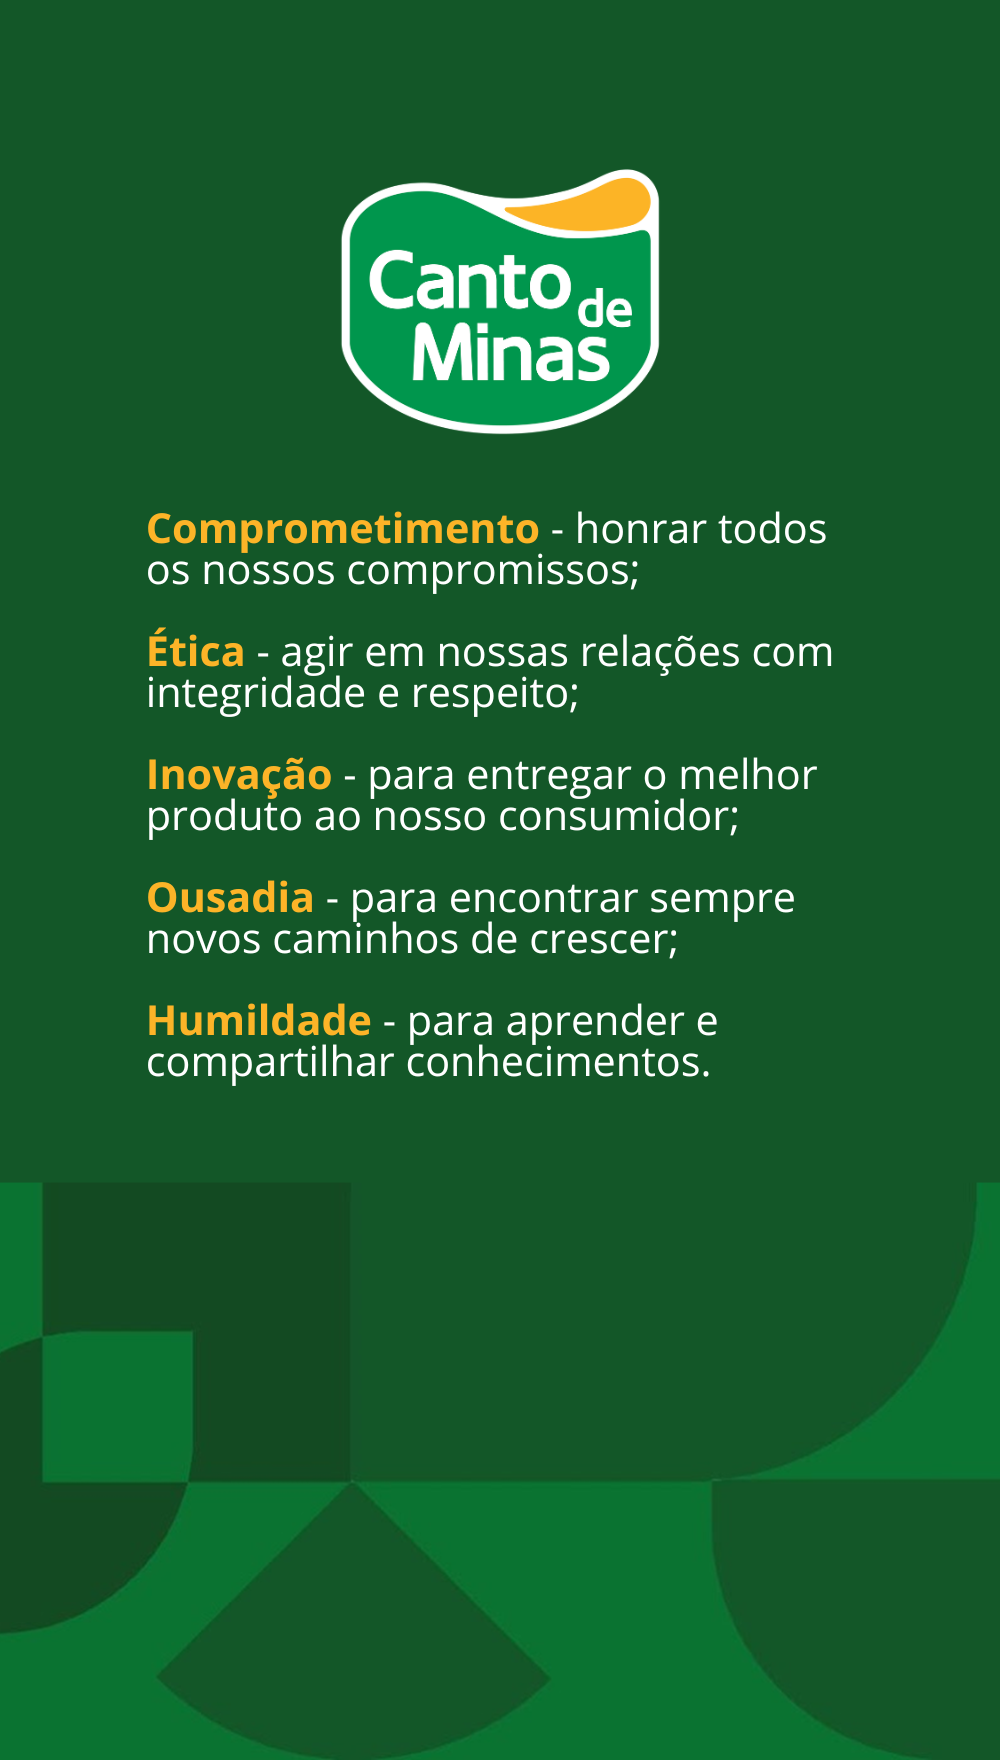 Canto de
Minas
Comprometimento - honrar todos
os nossos compromissos;
Ética - agir em nossas relações com
integridade e respeito;
Inovação - para entregar o melhor
produto ao nosso consumidor;
Ousadia - para encontrar sempre
novos caminhos de crescer;
Humildade - para aprender e
compartilhar conhecimentos.